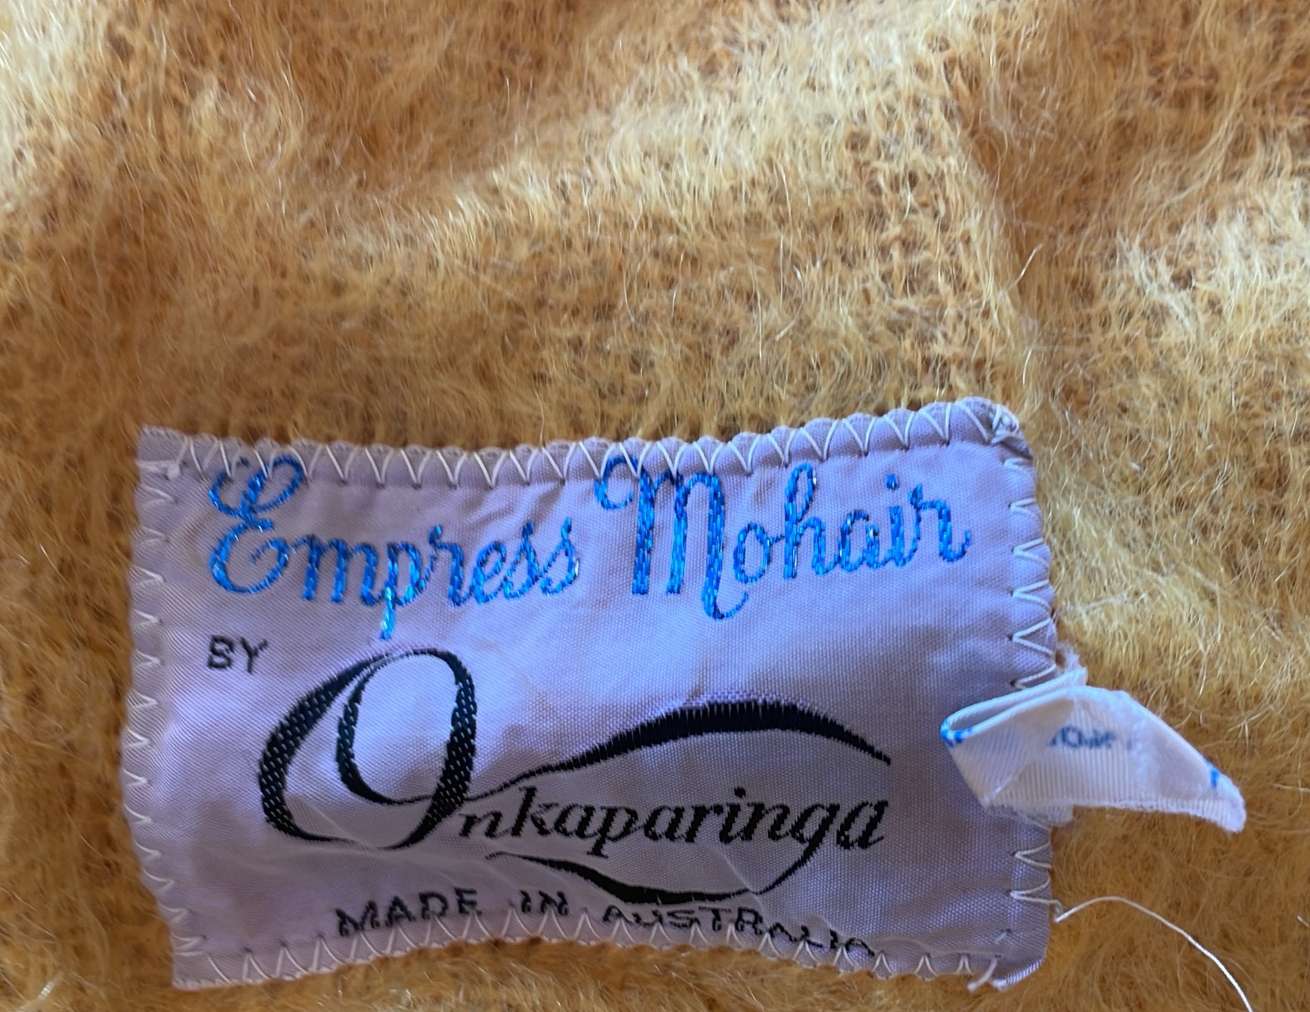 Empress Mohair
BY
Onkaparinga
MADE IN AUSTRALIA